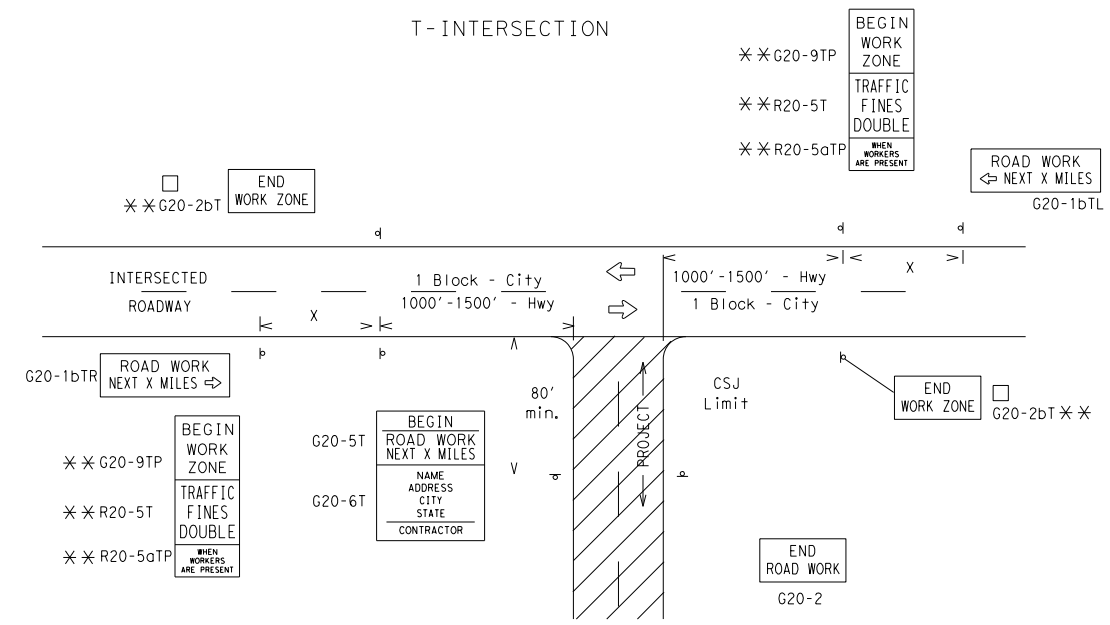 T-INTERSECTION
BEGIN
WORK
ZONE
✳✳G20-9TP
TRAFFIC
FINES
DOUBLE
✳✳R20-5T
WHEN
WORKERS
ARE PRESENT
✳✳R20-5aTP
ROAD WORK
⇦ NEXT X MILES
G20-1bTL
END
WORK ZONE
□
✳✳G20-2bT
INTERSECTED
ROADWAY
X
1 Block - City
1000'-1500' - Hwy
1000'-1500' - Hwy
1 Block - City
X
G20-1bTR
ROAD WORK
NEXT X MILES ⇨
80'
min.
PROJECT
CSJ
Limit
END
WORK ZONE
□
G20-2bT✳✳
BEGIN
WORK
ZONE
✳✳G20-9TP
TRAFFIC
FINES
DOUBLE
✳✳R20-5T
WHEN
WORKERS
ARE PRESENT
✳✳R20-5aTP
G20-5T
BEGIN
ROAD WORK
NEXT X MILES
G20-6T
NAME
ADDRESS
CITY
STATE
CONTRACTOR
END
ROAD WORK
G20-2